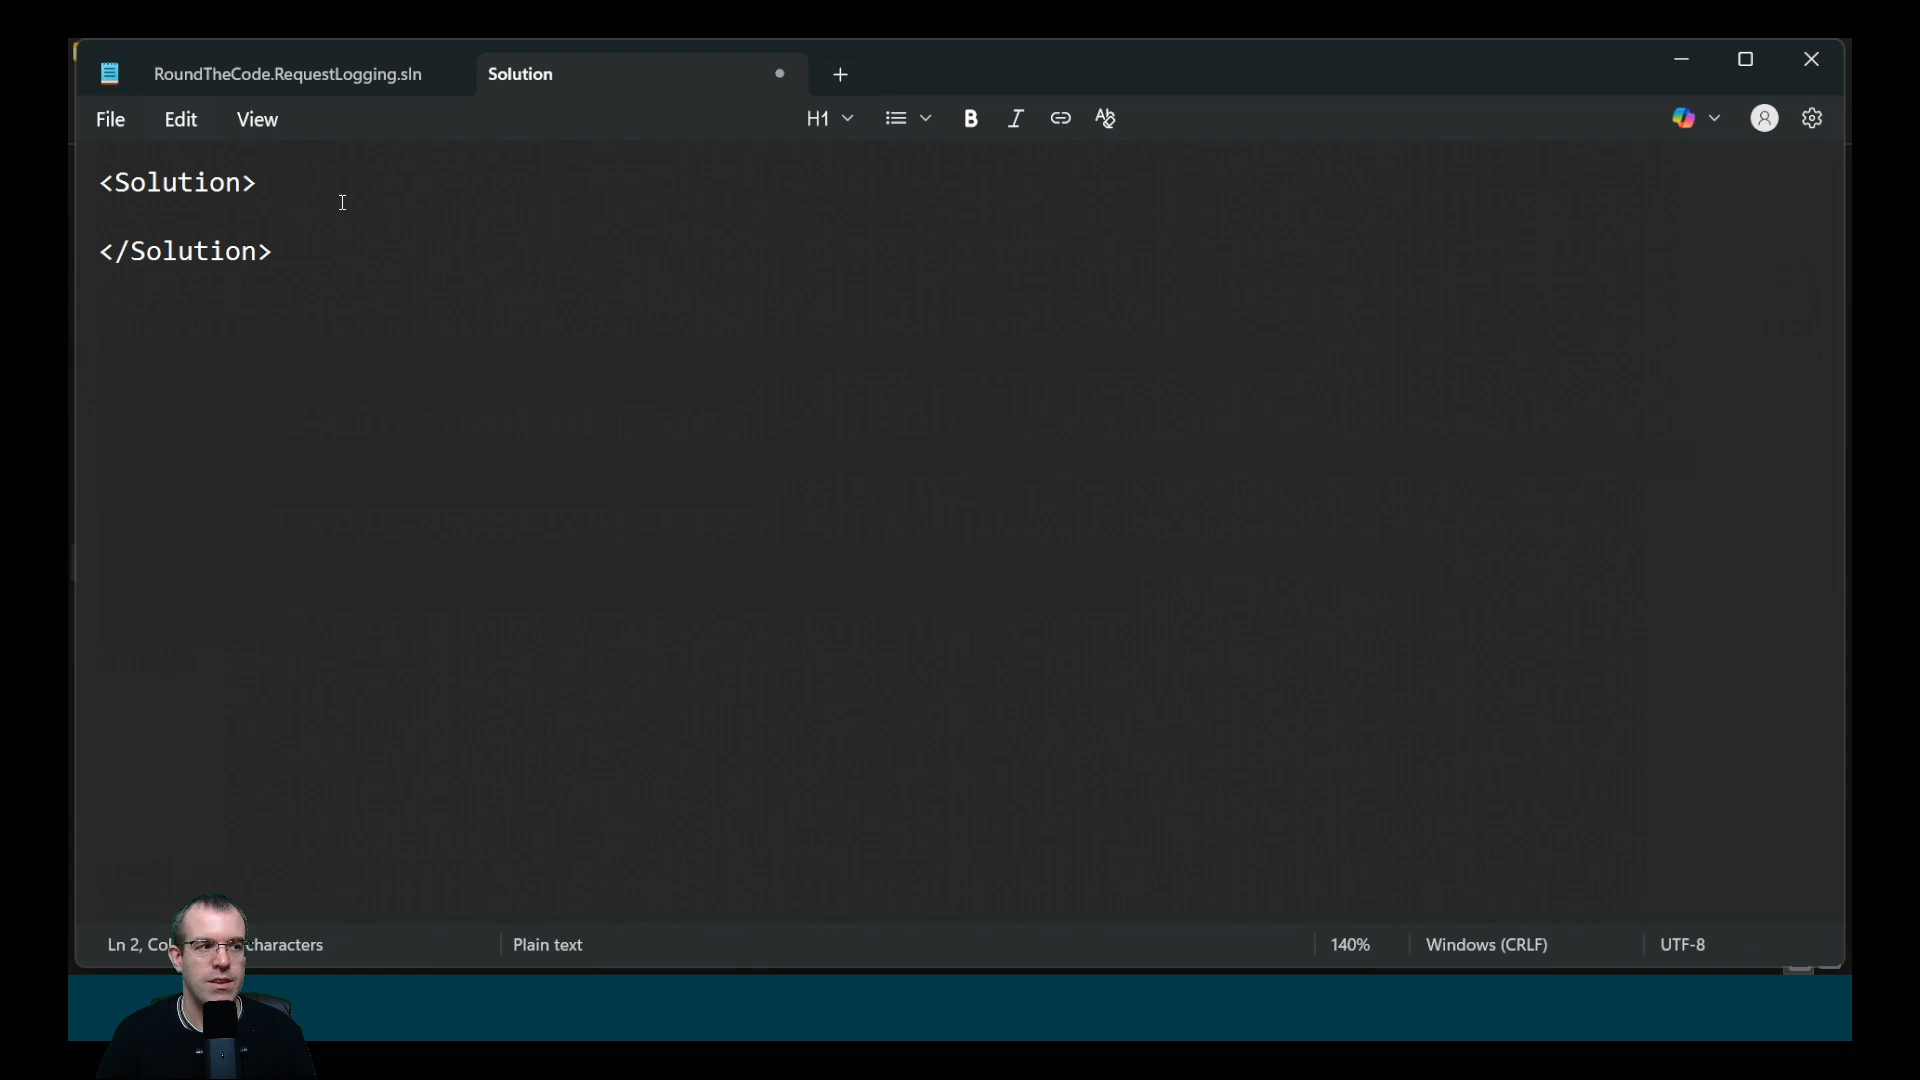 RoundTheCode.RequestLogging.sln
Solution
File
Edit
View
H1
<Solution>
</Solution>
Ln 2,
characters
Plain text
140%
Windows (CRLF)
UTF-8